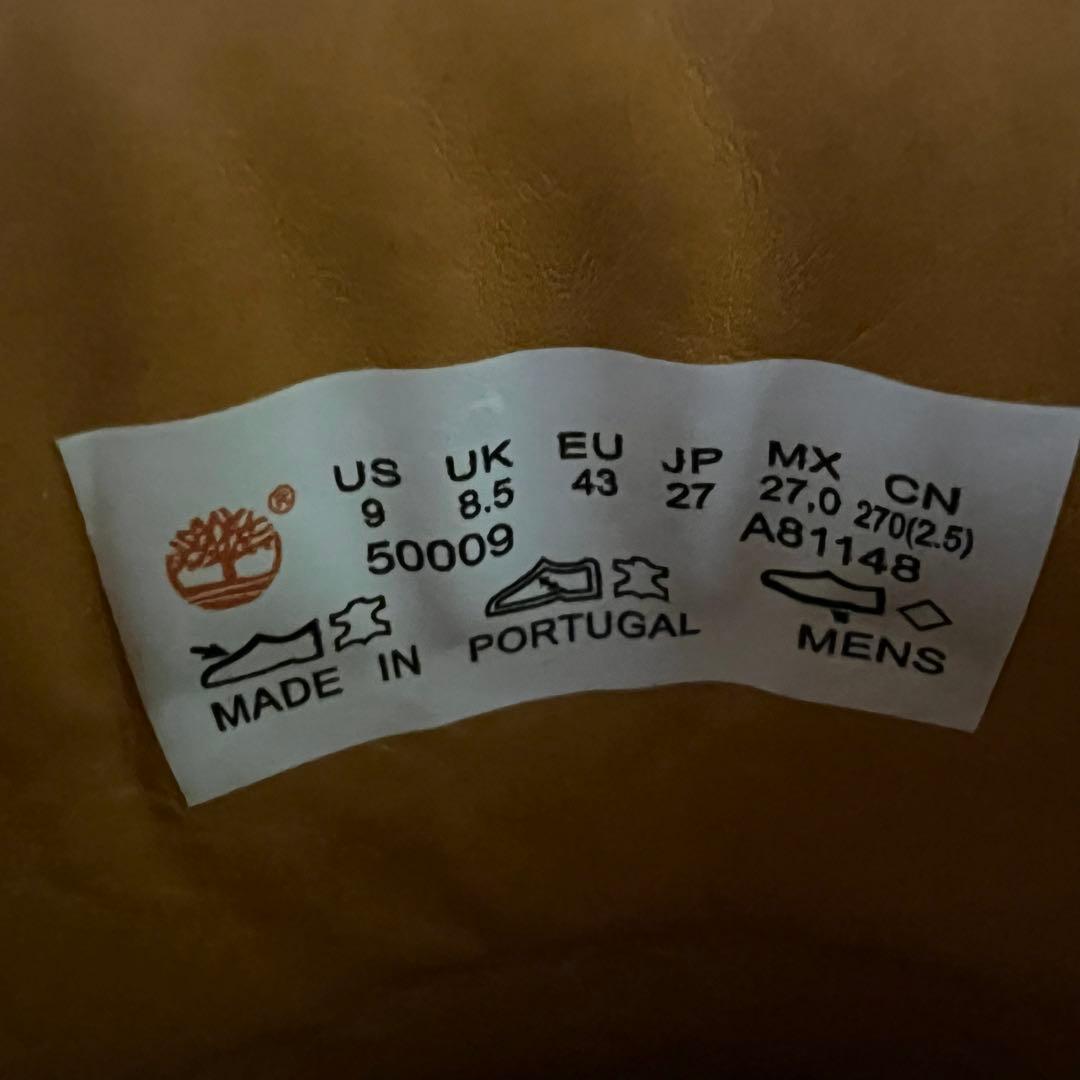 US UK EU JP MX CN
9 8.5 43 27 27,0 270(2.5)
50009 A81148
MADE IN PORTUGAL MENS
®